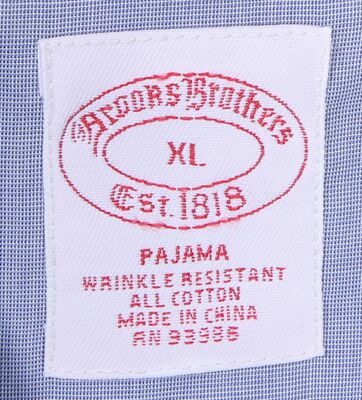 Brooks Brothers
XL
Est. 1818
PAJAMA
WRINKLE RESISTANT
ALL COTTON
MADE IN CHINA
RN 93986